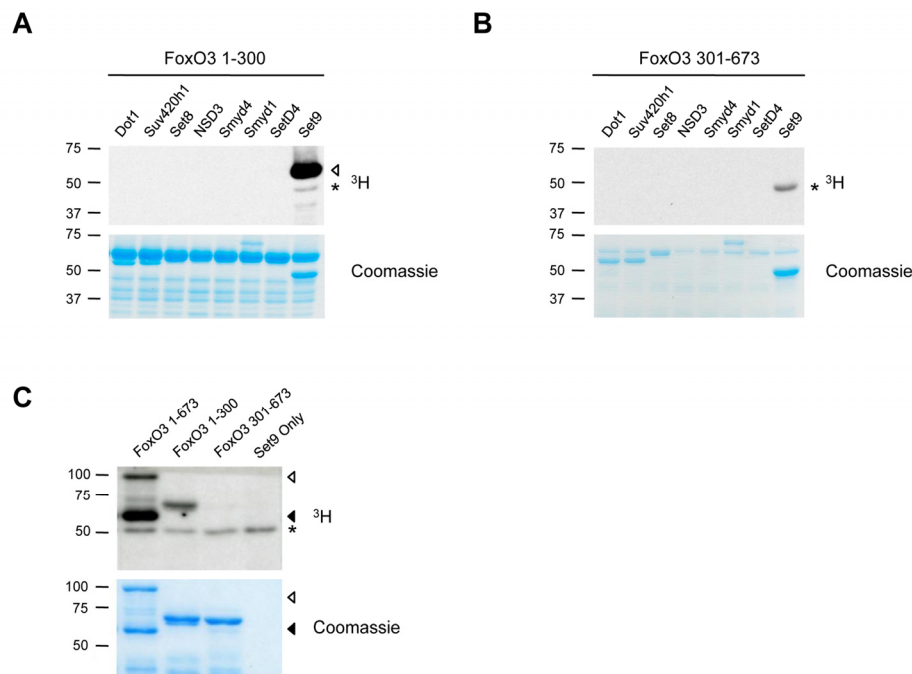 A
FoxO3 1-300
Dot1 Suv420h1 Set8 NSD3 Smyd4 Smyd1 SetD4 Set9
75
50
37
* ³H
75
50
37
Coomassie
B
FoxO3 301-673
Dot1 Suv420h1 Set8 NSD3 Smyd4 Smyd1 SetD4 Set9
75
50
37
* ³H
75
50
37
Coomassie
C
FoxO3 1-673 FoxO3 1-300 FoxO3 301-673 Set9 Only
100
75
50
³H
*
100
75
50
Coomassie